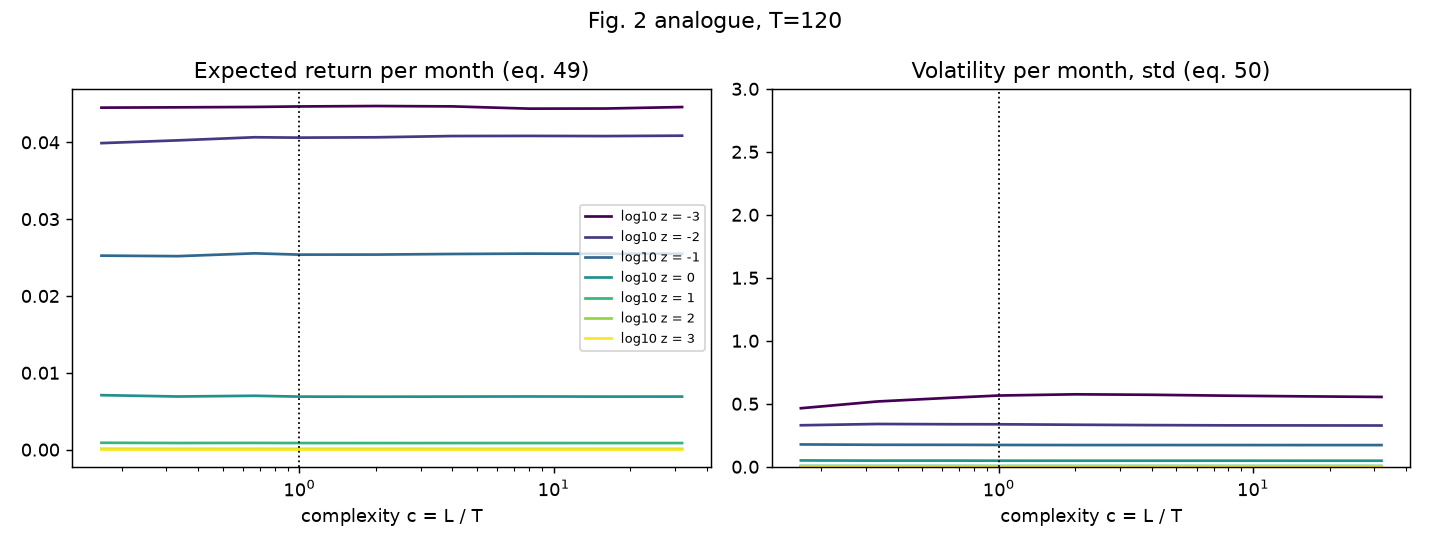 Fig. 2 analogue, T=120
Expected return per month (eq. 49)
0.04
0.03
0.02
0.01
0.00
log10 z = -3
log10 z = -2
log10 z = -1
log10 z = 0
log10 z = 1
log10 z = 2
log10 z = 3
10⁰
10¹
complexity c = L / T
Volatility per month, std (eq. 50)
3.0
2.5
2.0
1.5
1.0
0.5
0.0
10⁰
10¹
complexity c = L / T